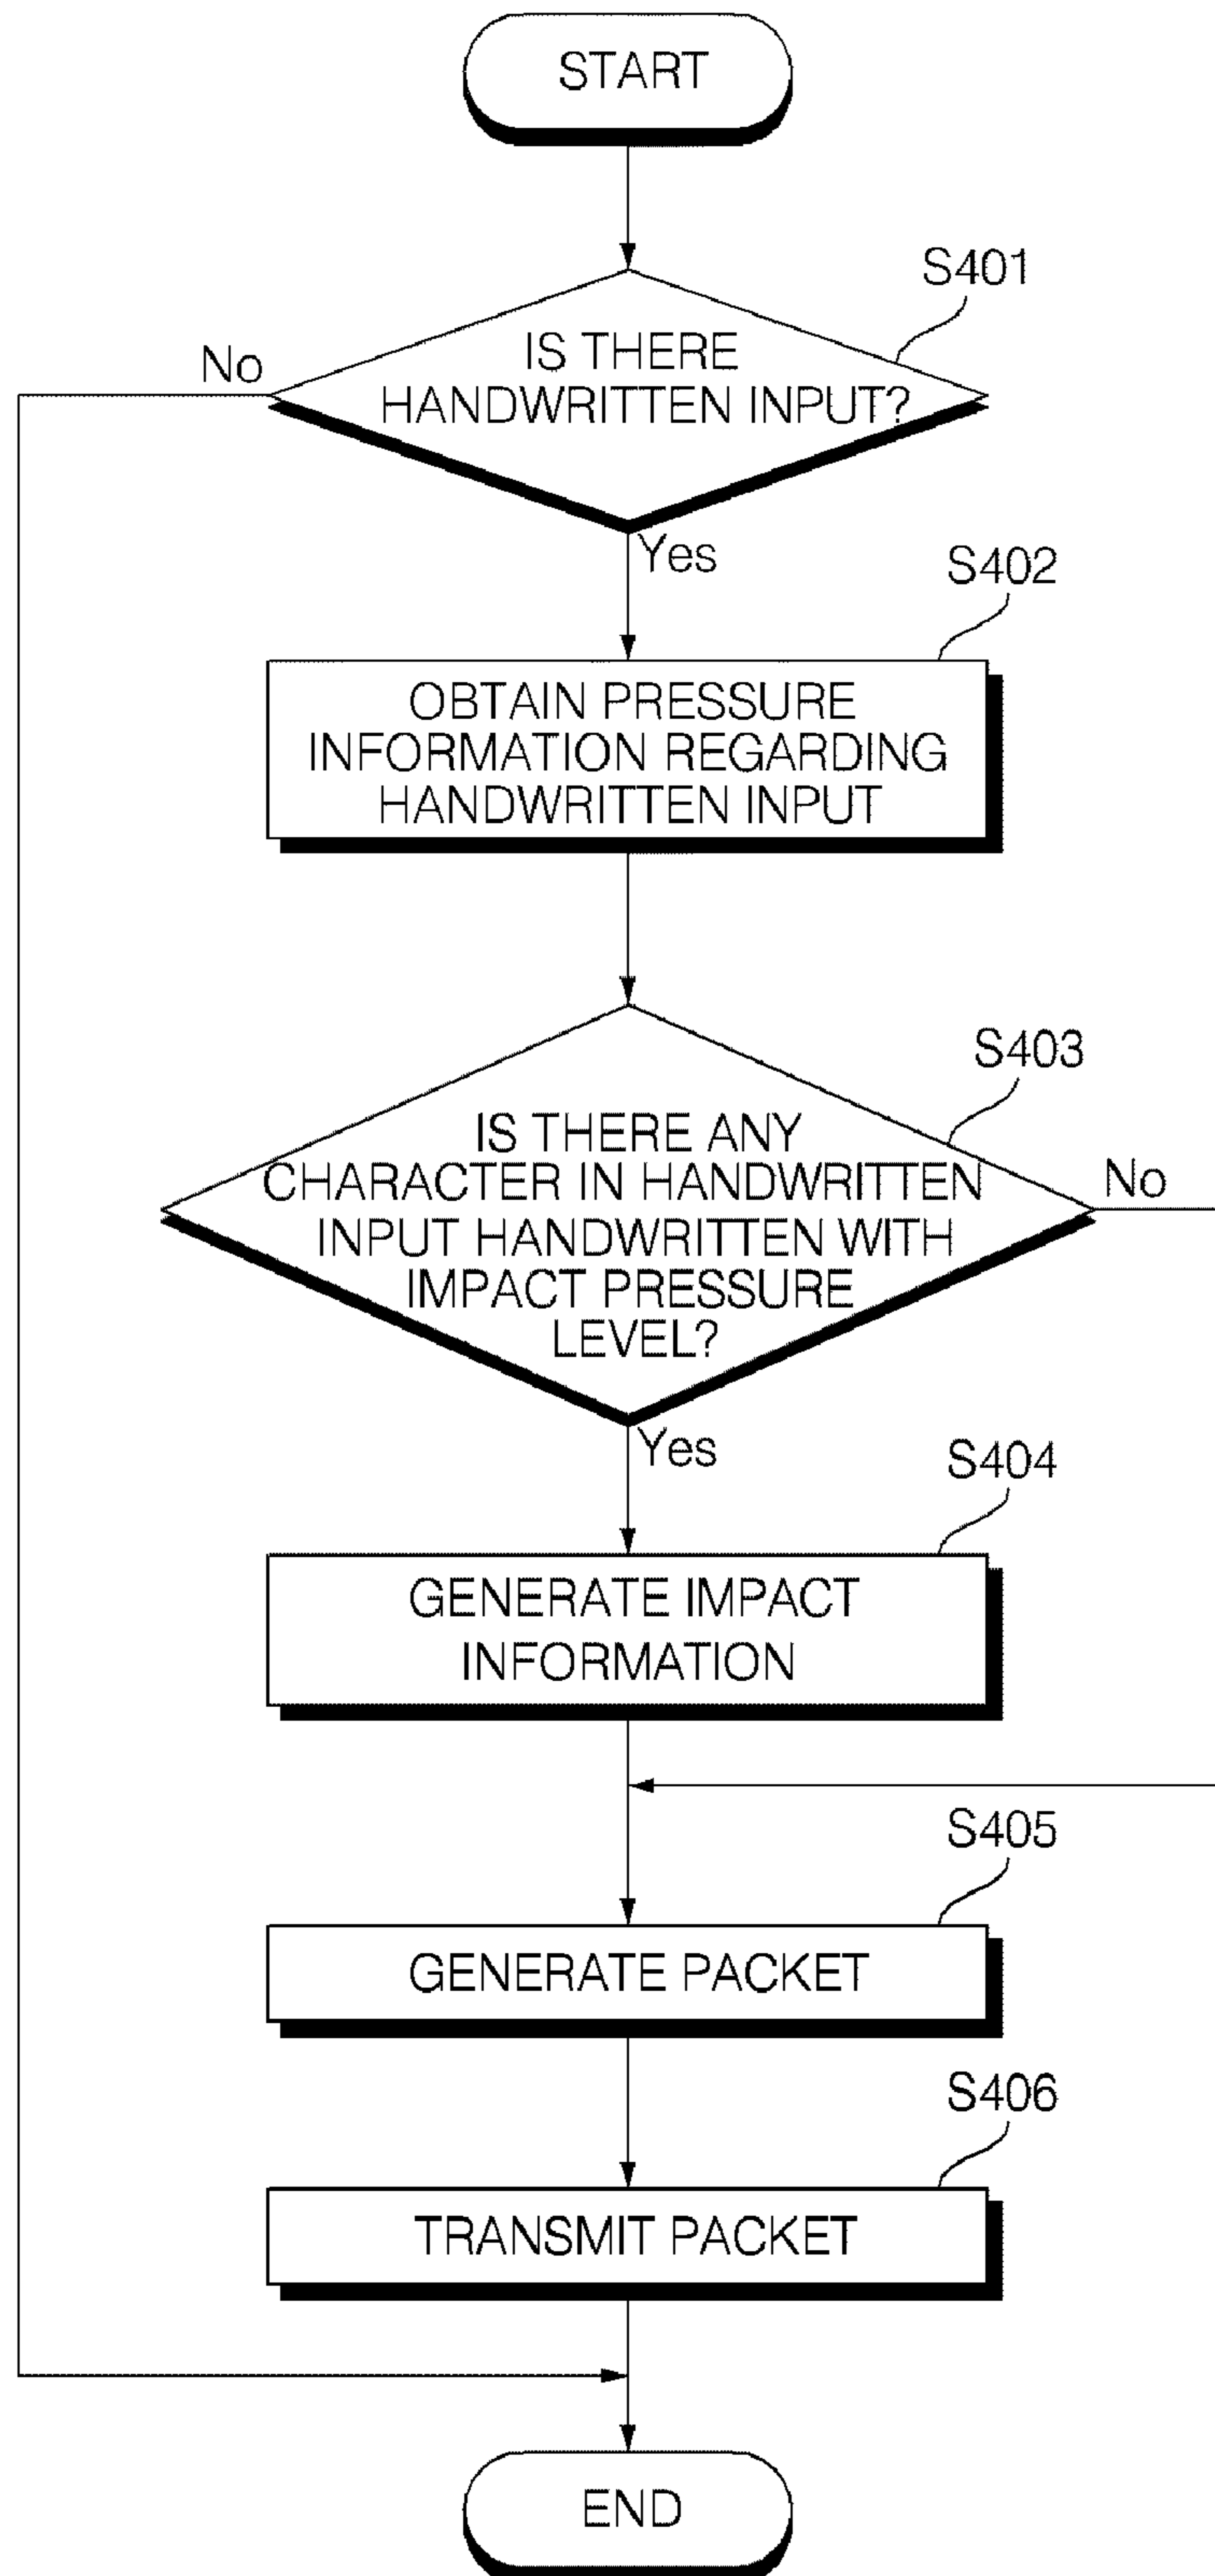 START
S401
IS THERE
HANDWRITTEN INPUT?
No
Yes
S402
OBTAIN PRESSURE
INFORMATION REGARDING
HANDWRITTEN INPUT
S403
IS THERE ANY
CHARACTER IN HANDWRITTEN
INPUT HANDWRITTEN WITH
IMPACT PRESSURE
LEVEL?
No
Yes
S404
GENERATE IMPACT
INFORMATION
S405
GENERATE PACKET
S406
TRANSMIT PACKET
END